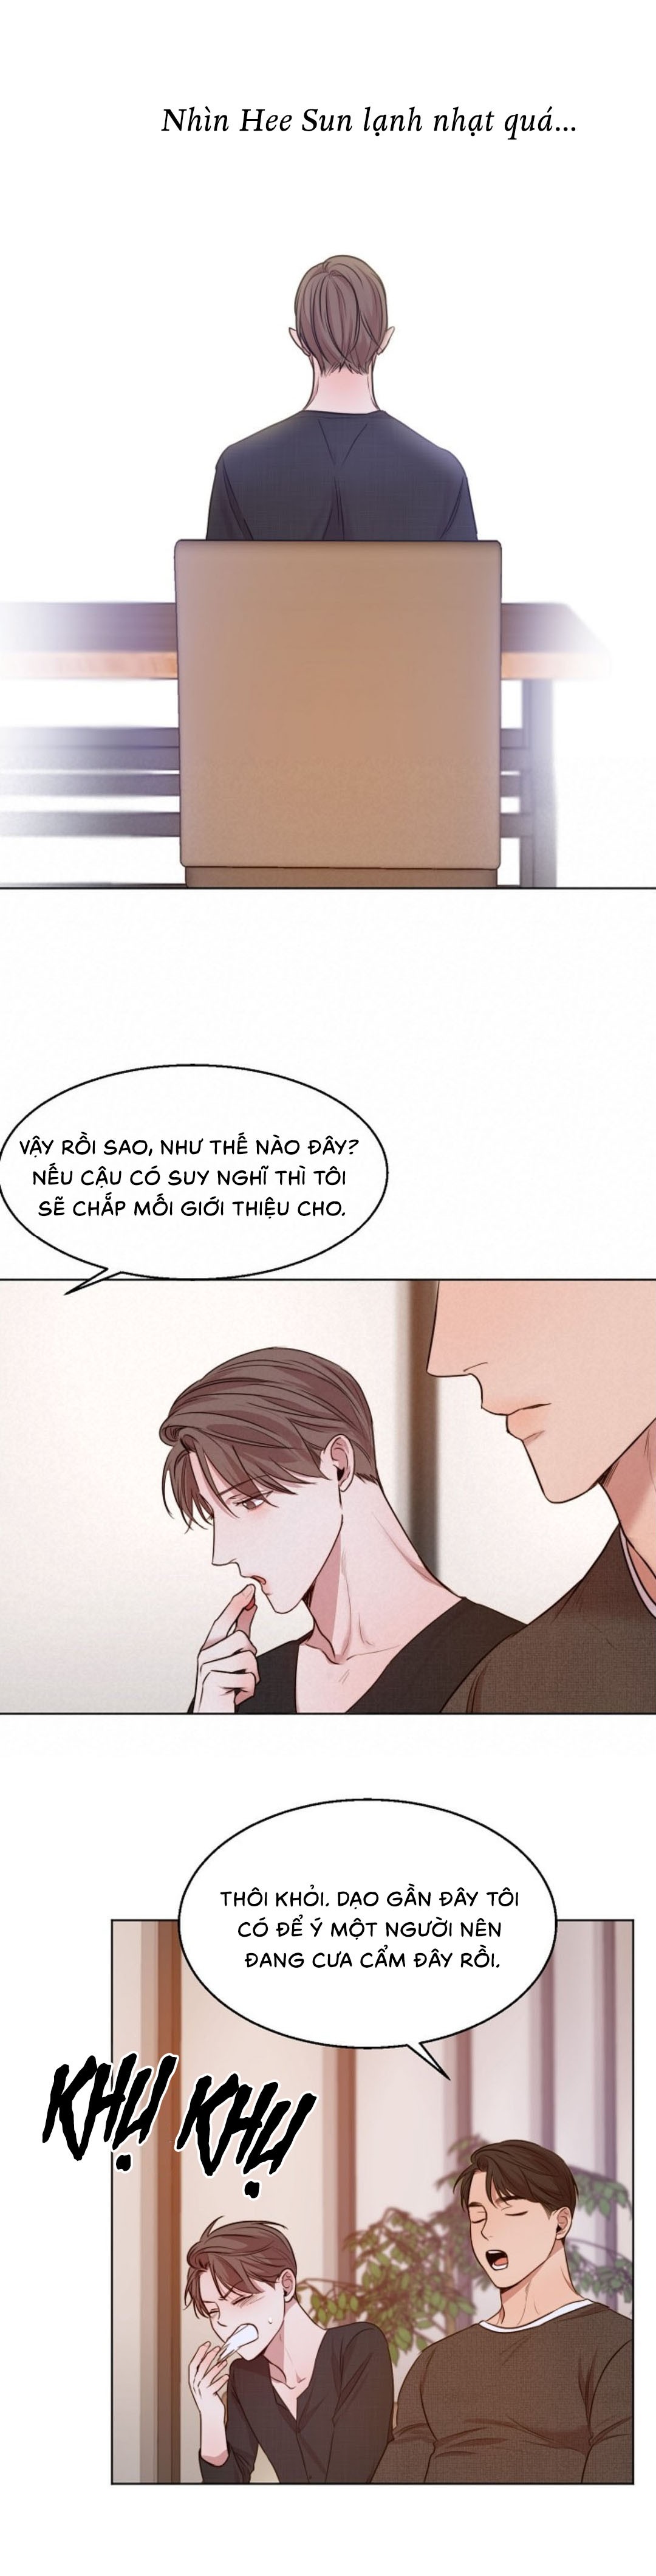 Nhìn Hee Sun lạnh nhạt quá...
VẬY RỒI SAO, NHƯ THẾ NÀO ĐÂY?
NẾU CẬU CÓ SUY NGHĨ THÌ TÔI
SẼ CHẮP MỐI GIỚI THIỆU CHO.
THÔI KHỎI. DẠO GẦN ĐÂY TÔI
CÓ ĐỂ Ý MỘT NGƯỜI NÊN
ĐANG CƯA CẨM ĐÂY RỒI.
KHỤ KHỤ